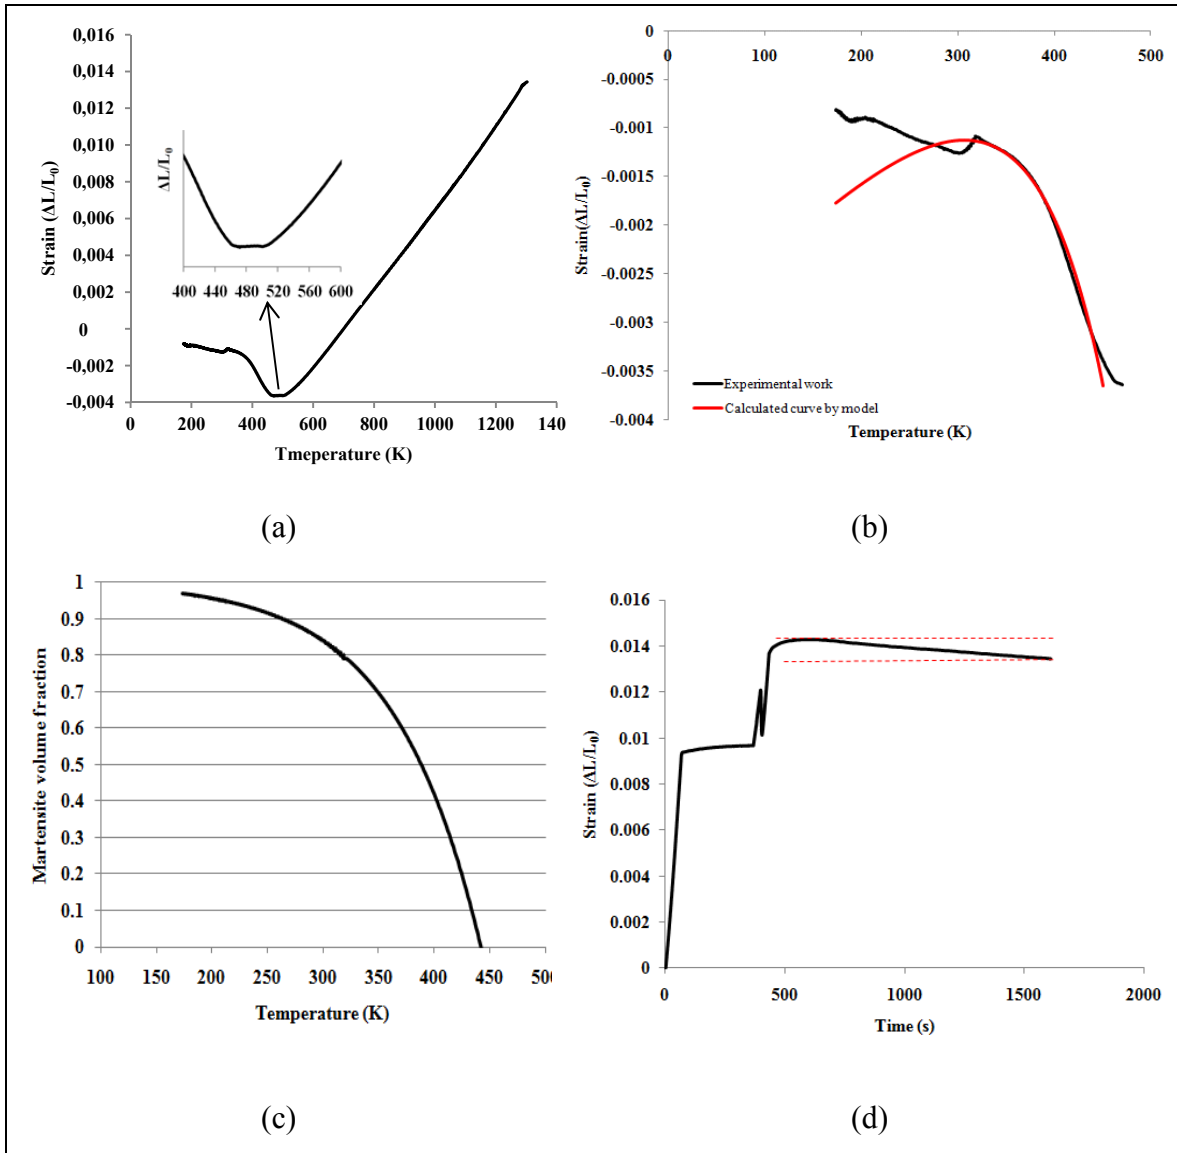 0,016
0,014
0,012
0,010
0,008
0,006
0,004
0,002
0
-0,002
-0,004
Strain (ΔL/L0)
0 200 400 600 800 1000 1200 140
Tmeperature (K)
ΔL/L0
400 440 480 520 560 600
(a)
0
-0.0005
-0.001
-0.0015
-0.002
-0.0025
-0.003
-0.0035
-0.004
Strain(ΔL/L0)
0 100 200 300 400 500
Experimental work
Calculated curve by model
Temperature (K)
(b)
1
0.9
0.8
0.7
0.6
0.5
0.4
0.3
0.2
0.1
0
Martensite volume fraction
100 150 200 250 300 350 400 450 500
Temperature (K)
(c)
0.016
0.014
0.012
0.01
0.008
0.006
0.004
0.002
0
Strain (ΔL/L0)
0 500 1000 1500 2000
Time (s)
(d)